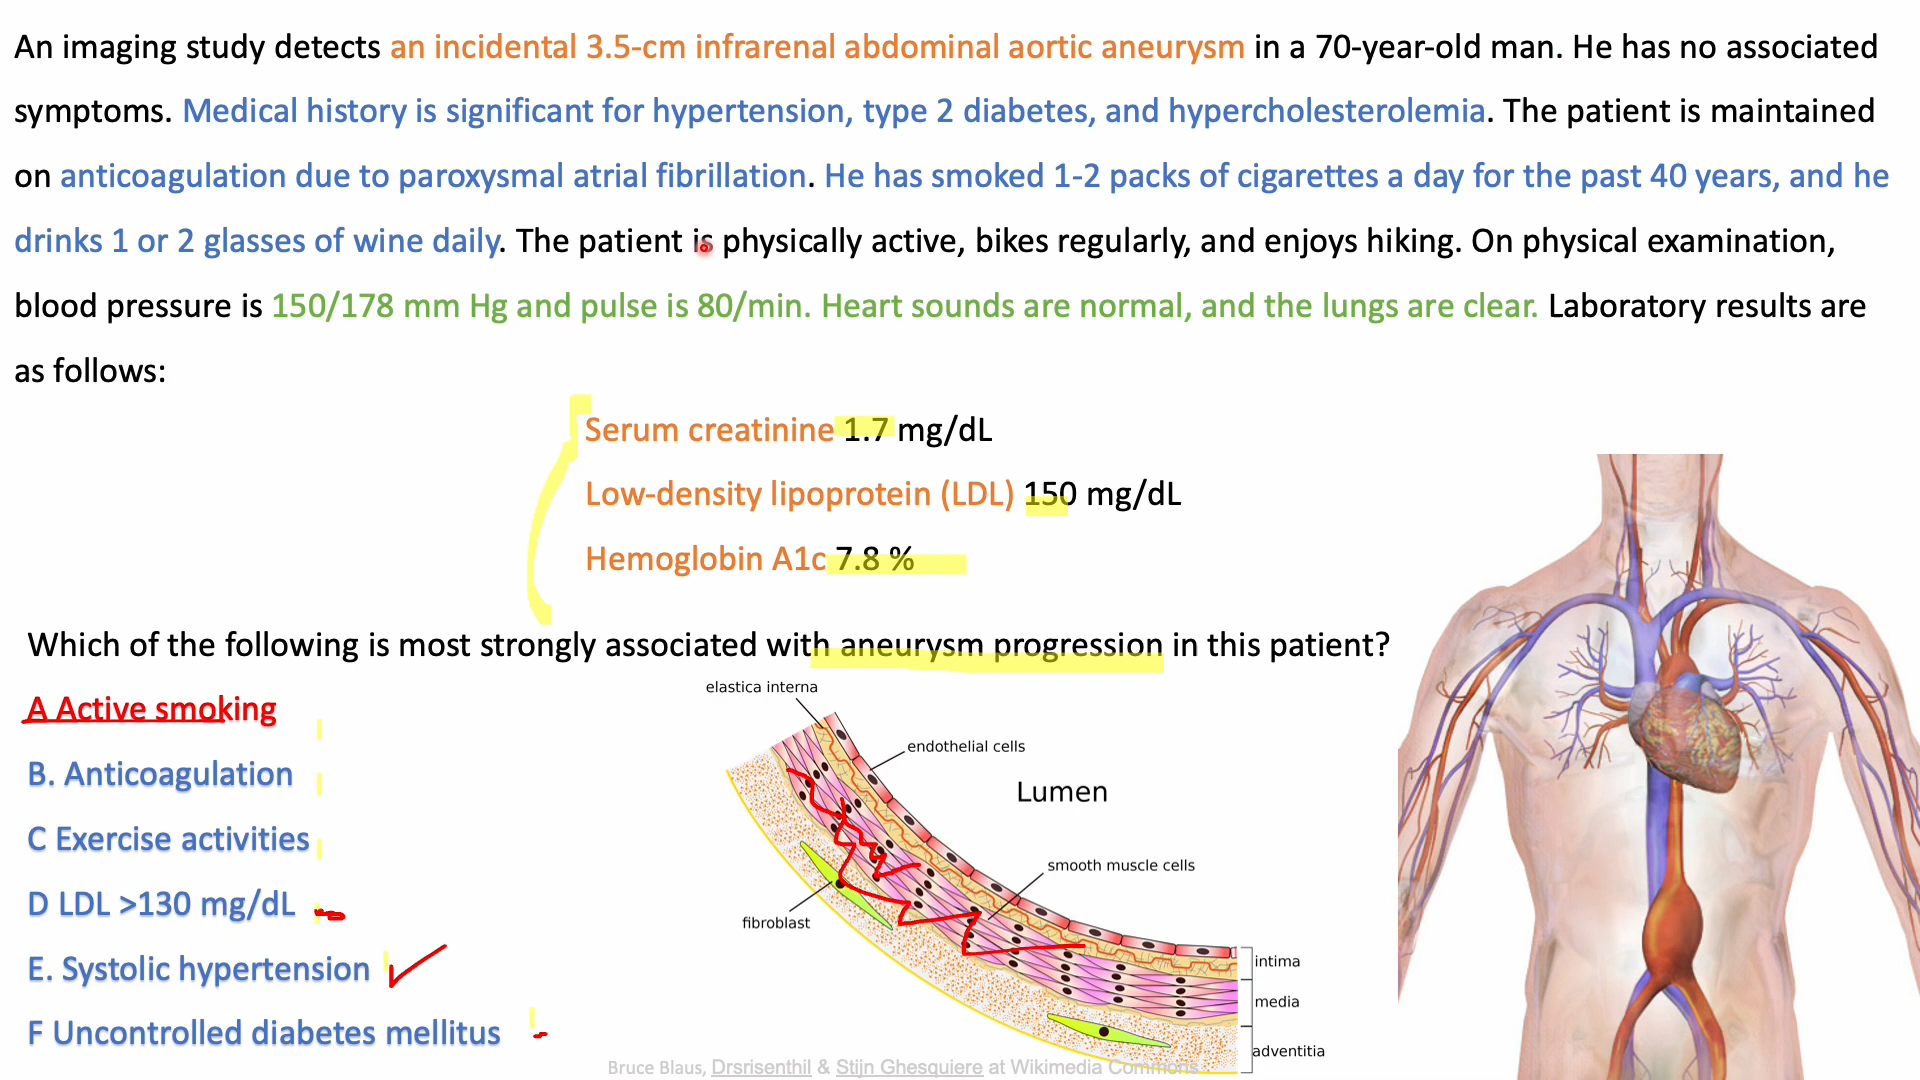 An imaging study detects an incidental 3.5-cm infrarenal abdominal aortic aneurysm in a 70-year-old man. He has no associated
symptoms. Medical history is significant for hypertension, type 2 diabetes, and hypercholesterolemia. The patient is maintained
on anticoagulation due to paroxysmal atrial fibrillation. He has smoked 1-2 packs of cigarettes a day for the past 40 years, and he
drinks 1 or 2 glasses of wine daily. The patient is physically active, bikes regularly, and enjoys hiking. On physical examination,
blood pressure is 150/178 mm Hg and pulse is 80/min. Heart sounds are normal, and the lungs are clear. Laboratory results are
as follows:
Serum creatinine 1.7 mg/dL
Low-density lipoprotein (LDL) 150 mg/dL
Hemoglobin A1c 7.8 %
Which of the following is most strongly associated with aneurysm progression in this patient?
A Active smoking
B. Anticoagulation
C Exercise activities
D LDL >130 mg/dL
E. Systolic hypertension
F Uncontrolled diabetes mellitus
elastica interna
endothelial cells
Lumen
smooth muscle cells
fibroblast
intima
media
adventitia
Bruce Blaus, Drsrisenthil & Stijn Ghesquiere at Wikimedia Commons